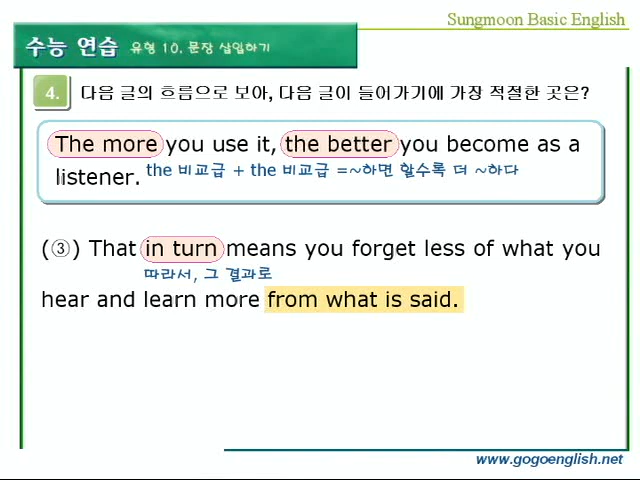 Sungmoon Basic English
수능 연습 유형 10. 문장 삽입하기
4. 다음 글의 흐름으로 보아, 다음 글이 들어가기에 가장 적절한 곳은?
The more you use it, the better you become as a
listener. the 비교급 + the 비교급 =~하면 할수록 더 ~하다
(③) That in turn means you forget less of what you
따라서, 그 결과로
hear and learn more from what is said.
www.gogoenglish.net